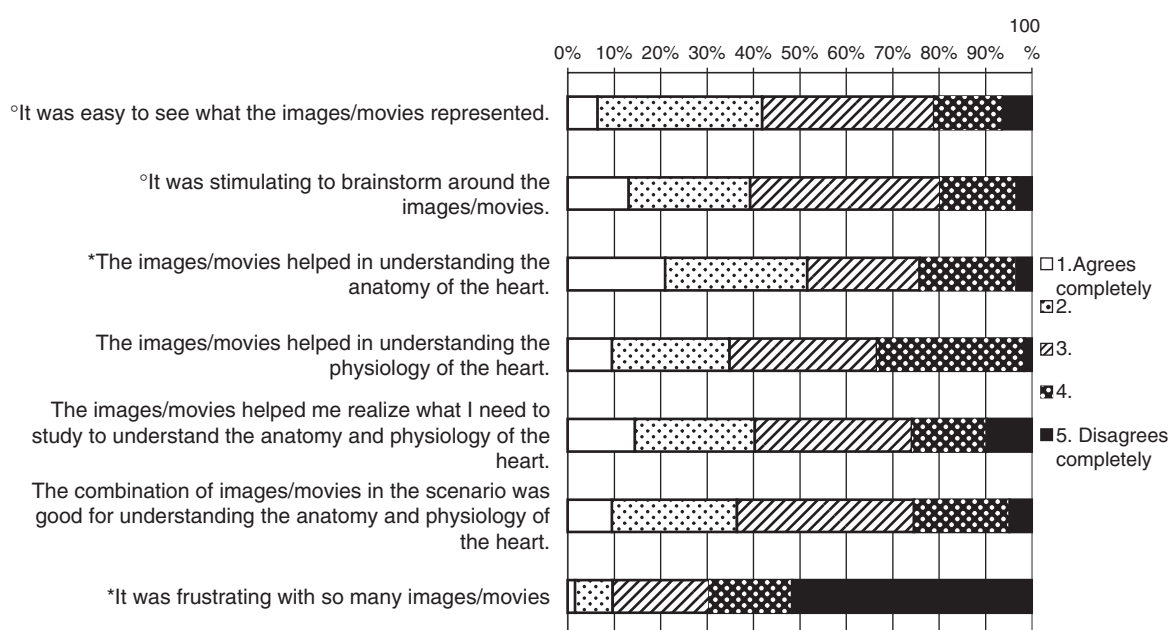 100
0% 10% 20% 30% 40% 50% 60% 70% 80% 90% %
°It was easy to see what the images/movies represented.
°It was stimulating to brainstorm around the
images/movies.
*The images/movies helped in understanding the
anatomy of the heart.
The images/movies helped in understanding the
physiology of the heart.
The images/movies helped me realize what I need to
study to understand the anatomy and physiology of the
heart.
The combination of images/movies in the scenario was
good for understanding the anatomy and physiology of
the heart.
*It was frustrating with so many images/movies
1.Agrees
completely
2.
3.
4.
5. Disagrees
completely